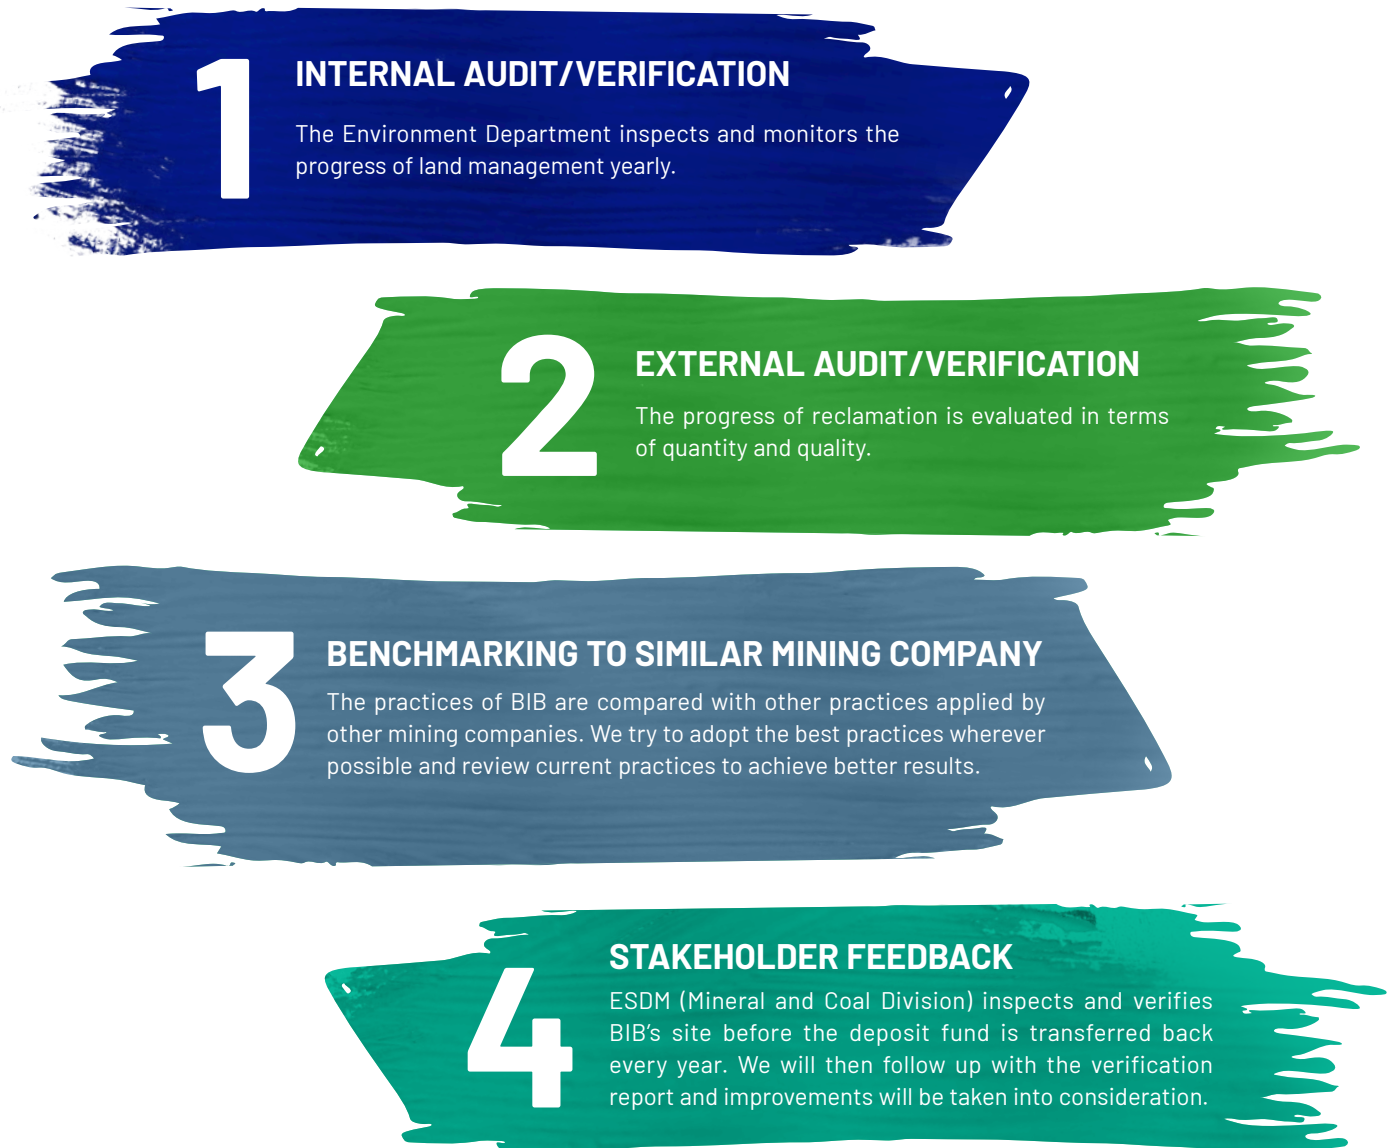 1
INTERNAL AUDIT/VERIFICATION
The Environment Department inspects and monitors the
progress of land management yearly.
2
EXTERNAL AUDIT/VERIFICATION
The progress of reclamation is evaluated in terms
of quantity and quality.
3
BENCHMARKING TO SIMILAR MINING COMPANY
The practices of BIB are compared with other practices applied by
other mining companies. We try to adopt the best practices wherever
possible and review current practices to achieve better results.
4
STAKEHOLDER FEEDBACK
ESDM (Mineral and Coal Division) inspects and verifies
BIB’s site before the deposit fund is transferred back
every year. We will then follow up with the verification
report and improvements will be taken into consideration.